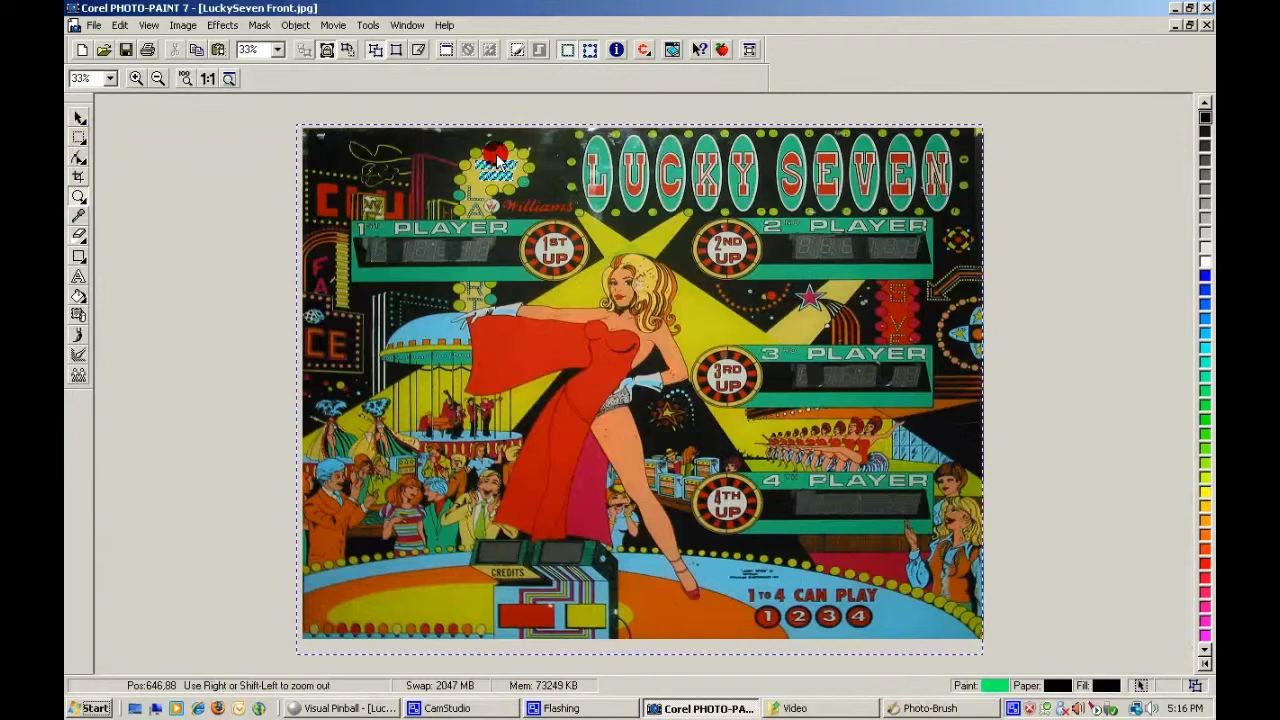 Corel PHOTO-PAINT 7 - [LuckySeven Front.jpg]
File Edit View Image Effects Mask Object Movie Tools Window Help
33%
33% 100 1:1
LUCKY SEVEN
Williams
1ST PLAYER 1ST UP 2ND UP 2ND PLAYER
3RD UP 3RD PLAYER
4TH UP 4TH PLAYER
CREDITS
1 TO 4 CAN PLAY
1 2 3 4
Pos:646,88 Use Right or Shift-Left to zoom out Swap: 2047 MB Mem: 73249 KB Paint: Paper: Fill:
Start Visual Pinball - [Luc... CamStudio Flashing Corel PHOTO-PA... Video Photo-Brush 5:16 PM